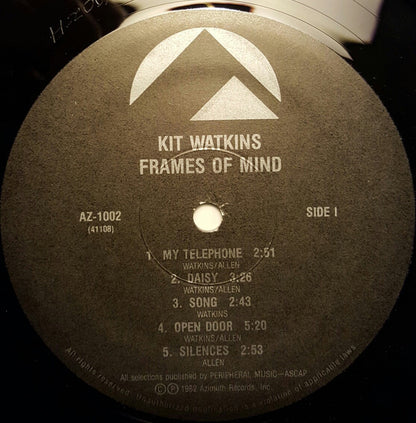 KIT WATKINS
FRAMES OF MIND
AZ-1002
(41108)
SIDE I
1. MY TELEPHONE 2:51
WATKINS/ALLEN
2. DAISY 3:26
WATKINS/ALLEN
3. SONG 2:43
WATKINS
4. OPEN DOOR 5:20
WATKINS/ALLEN
5. SILENCES 2:53
ALLEN
All selections published by PERIPHERAL MUSIC—ASCAP
Ⓒ Ⓟ 1982 Azimuth Records, Inc.
All rights reserved. Unauthorized duplication is a violation of applicable laws